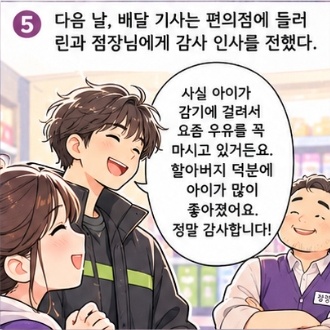 5 다음 날, 배달 기사는 편의점에 들러
린과 점장님에게 감사 인사를 전했다.
사실 아이가
감기에 걸려서
요즘 우유를 꼭
마시고 있거든요.
할아버지 덕분에
아이가 많이
좋아졌어요.
정말 감사합니다!